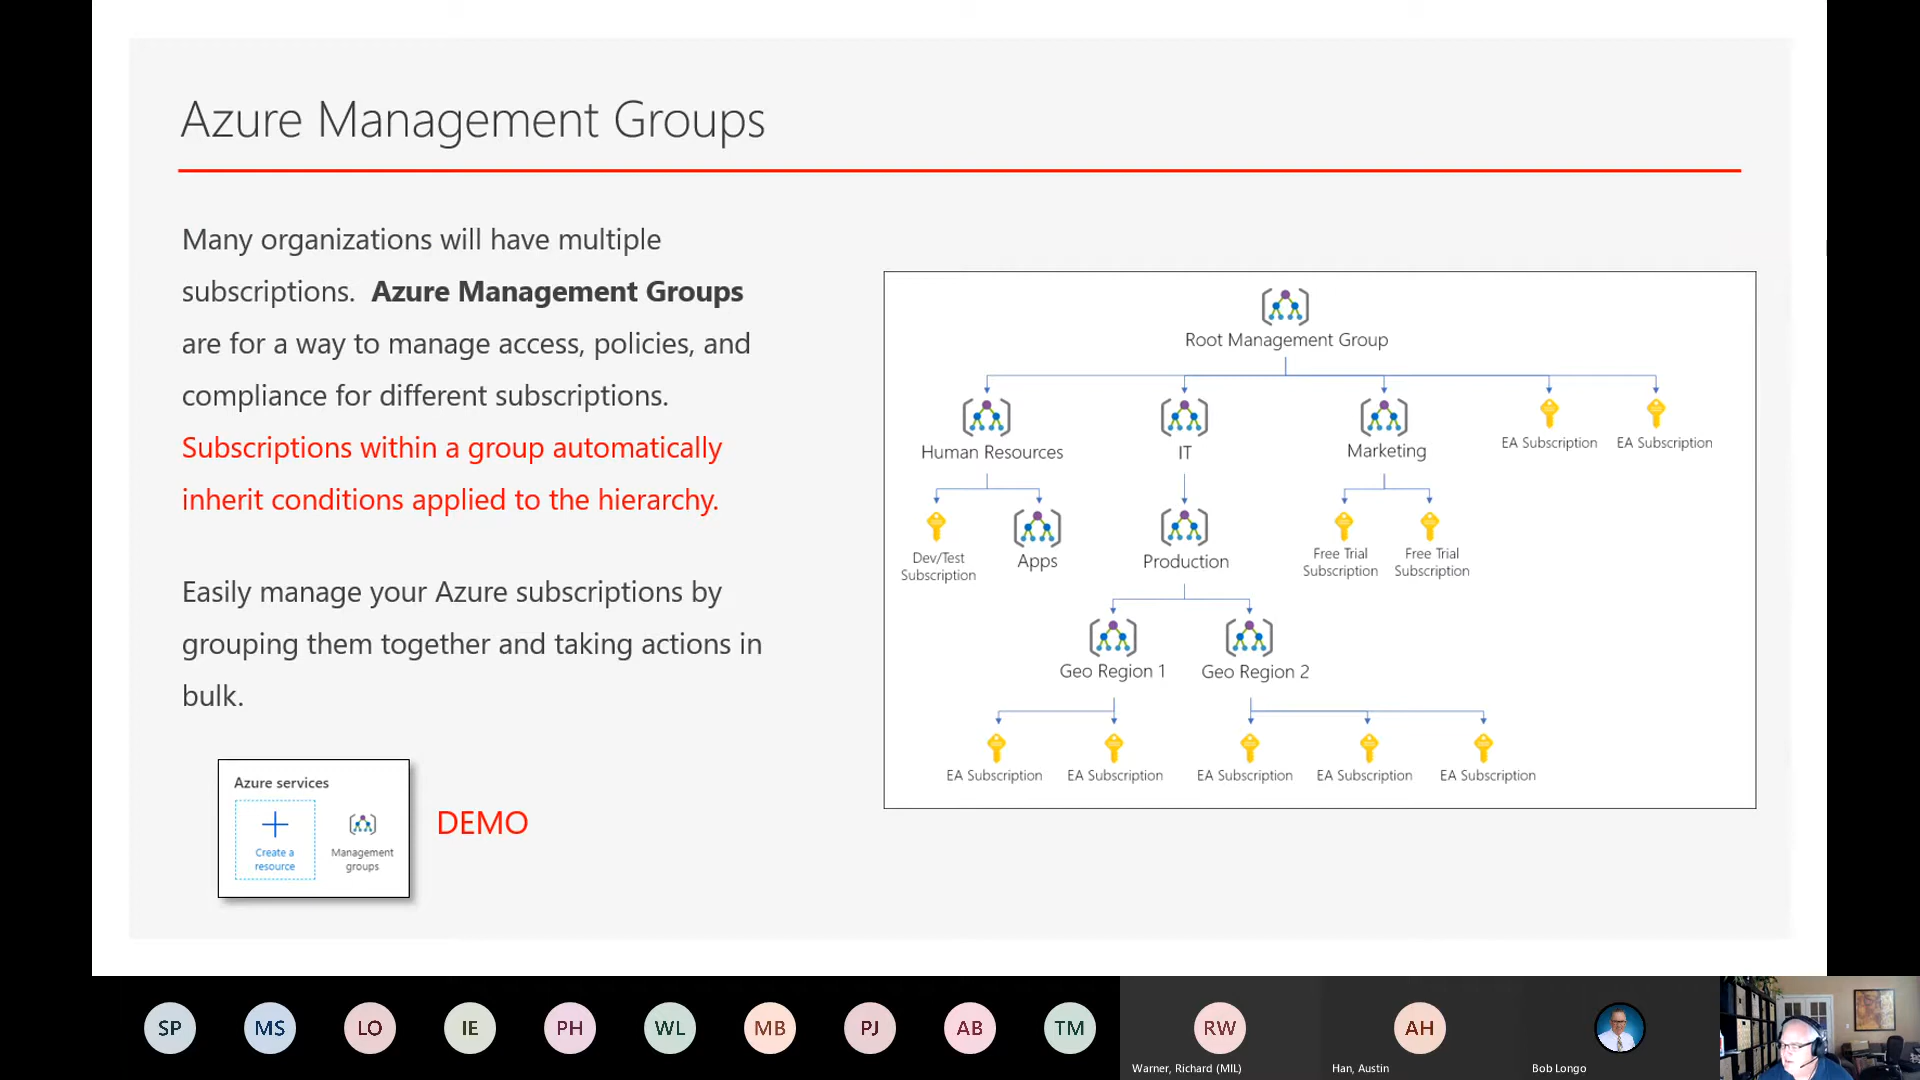 Azure Management Groups
Many organizations will have multiple
subscriptions.  Azure Management Groups
are for a way to manage access, policies, and
compliance for different subscriptions.
Subscriptions within a group automatically
inherit conditions applied to the hierarchy.
Easily manage your Azure subscriptions by
grouping them together and taking actions in
bulk.
Azure services
Create a
resource
Management
groups
DEMO
Root Management Group
Human Resources
IT
Marketing
EA Subscription
EA Subscription
Dev/Test
Subscription
Apps
Production
Free Trial
Subscription
Free Trial
Subscription
Geo Region 1
Geo Region 2
EA Subscription
EA Subscription
EA Subscription
EA Subscription
EA Subscription
SP
MS
LO
IE
PH
WL
MB
PJ
AB
TM
RW
Warner, Richard (MIL)
AH
Han, Austin
Bob Longo